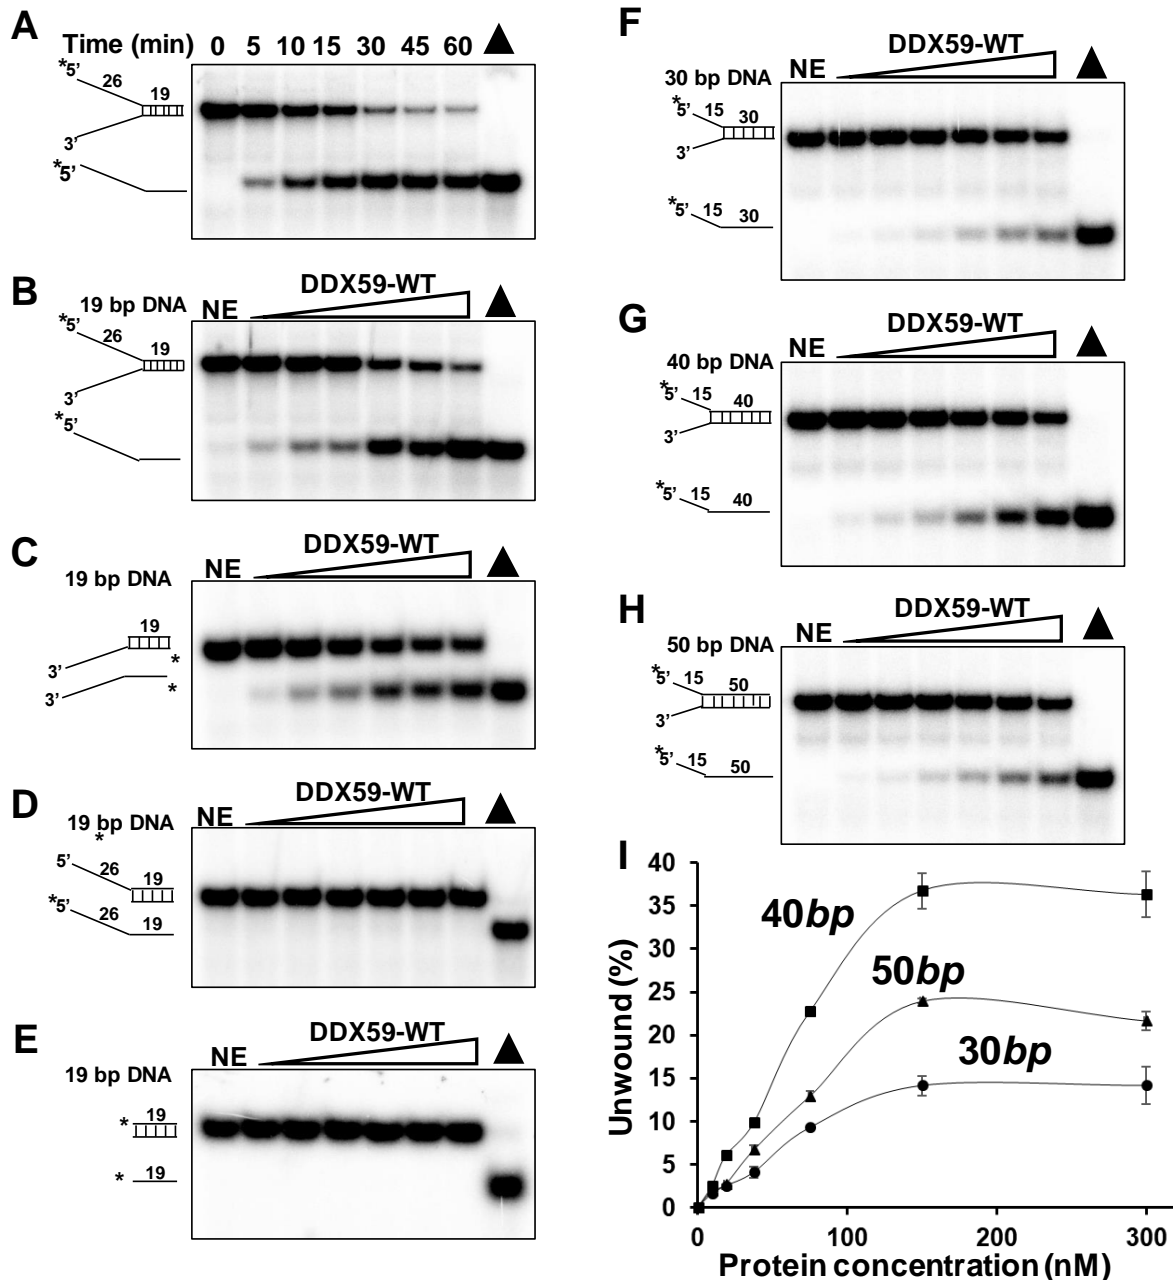 A
Time (min) 0 5 10 15 30 45 60
*5’
26
19
3’
*5’
B
DDX59-WT
19 bp DNA NE
*5’
26
19
3’
*5’
C
DDX59-WT
19 bp DNA NE
19
3’
*
3’
*
D
DDX59-WT
19 bp DNA NE
*
5’
26
19
*5’
26
19
E
DDX59-WT
NE
19 bp DNA
* 19
* 19
F
DDX59-WT
NE
30 bp DNA
*5’ 15 30
3’
*5’ 15 30
G
DDX59-WT
NE
40 bp DNA
*5’ 15 40
3’
*5’ 15 40
H
DDX59-WT
NE
50 bp DNA
*5’ 15 50
3’
*5’ 15 50
I
Unwound (%)
40
35
30
25
20
15
10
5
0
40bp
50bp
30bp
0 100 200 300
Protein concentration (nM)